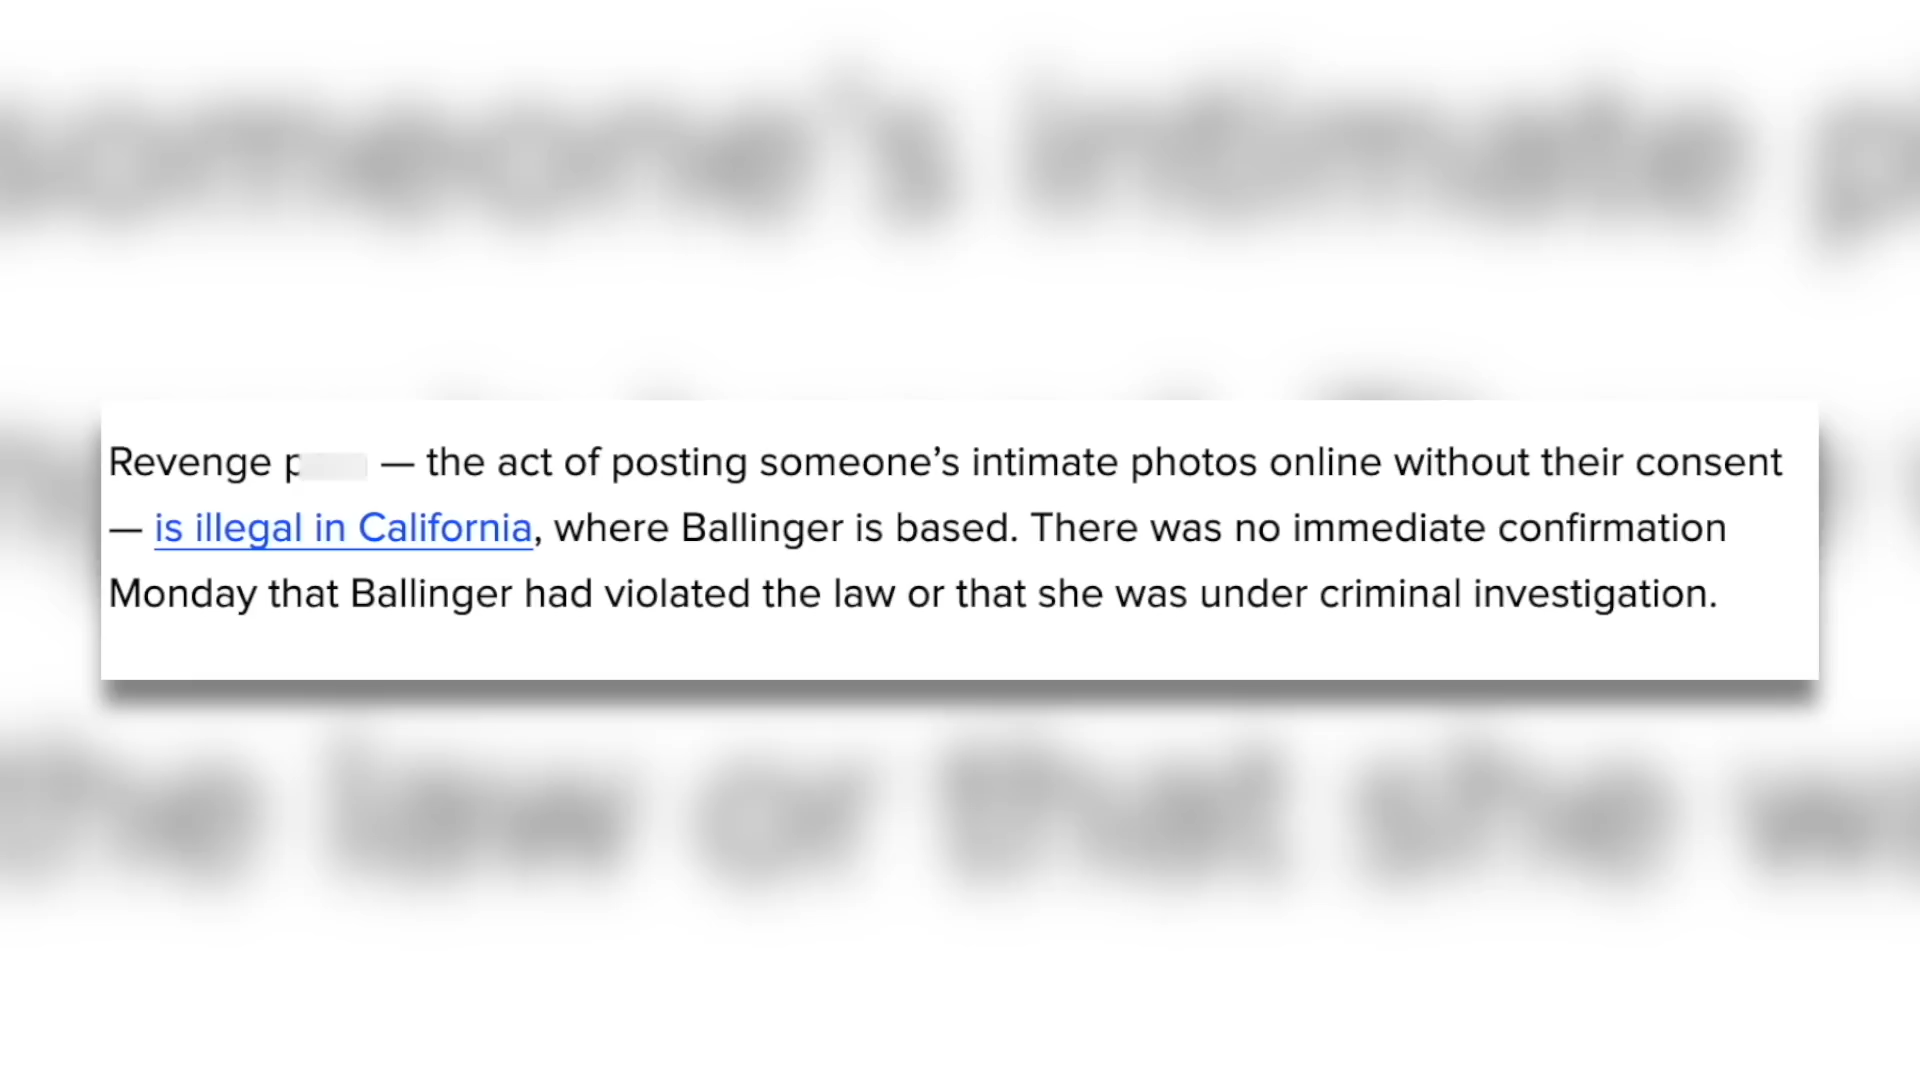 Revenge p — the act of posting someone’s intimate photos online without their consent
— is illegal in California, where Ballinger is based. There was no immediate confirmation
Monday that Ballinger had violated the law or that she was under criminal investigation.